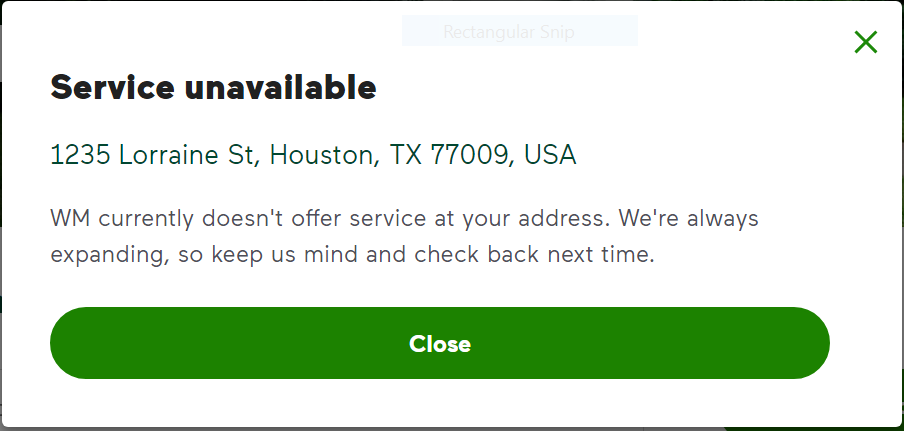 Rectangular Snip
Service unavailable
1235 Lorraine St, Houston, TX 77009, USA
WM currently doesn't offer service at your address. We're always
expanding, so keep us mind and check back next time.
Close